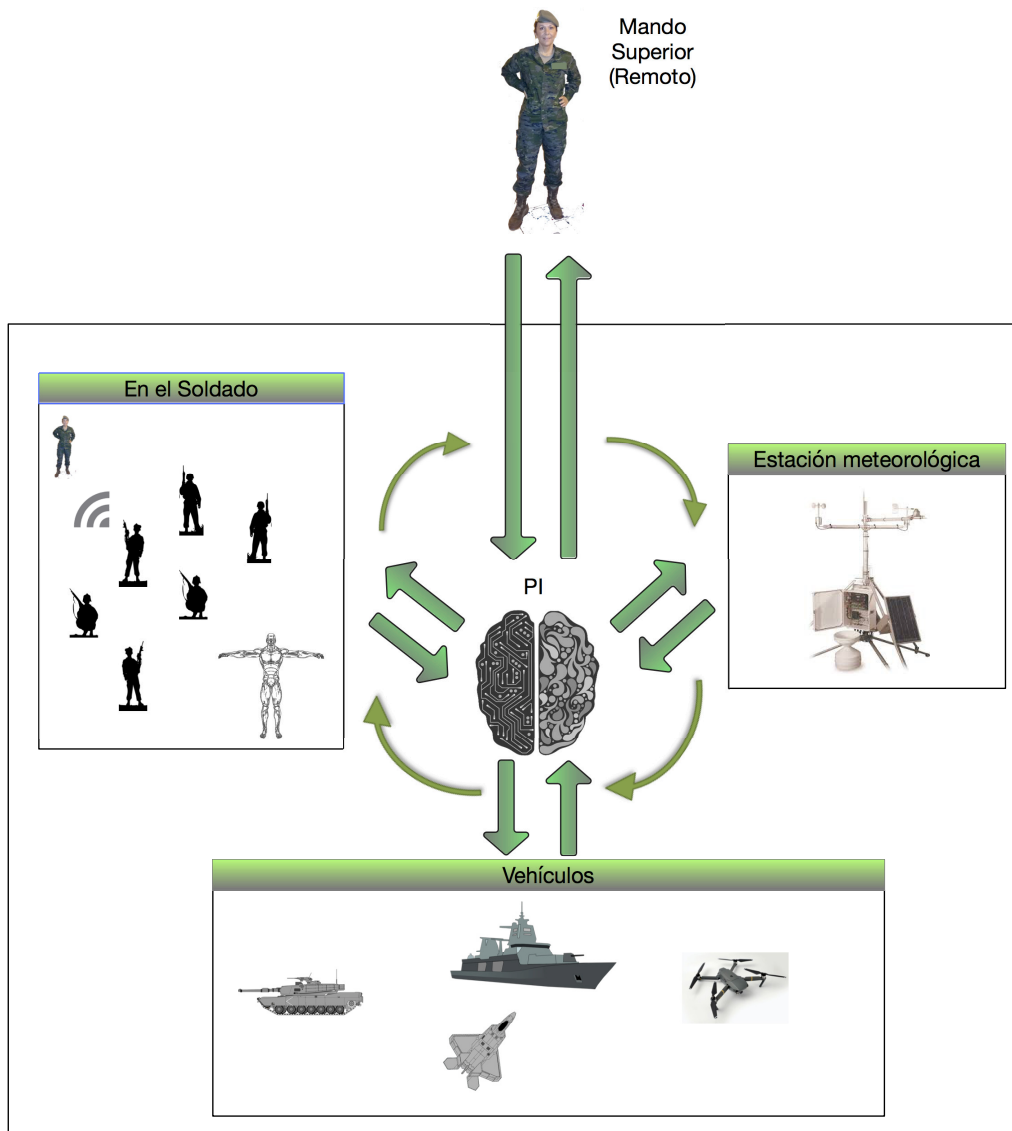 Mando
Superior
(Remoto)
En el Soldado
Estación meteorológica
PI
Vehículos